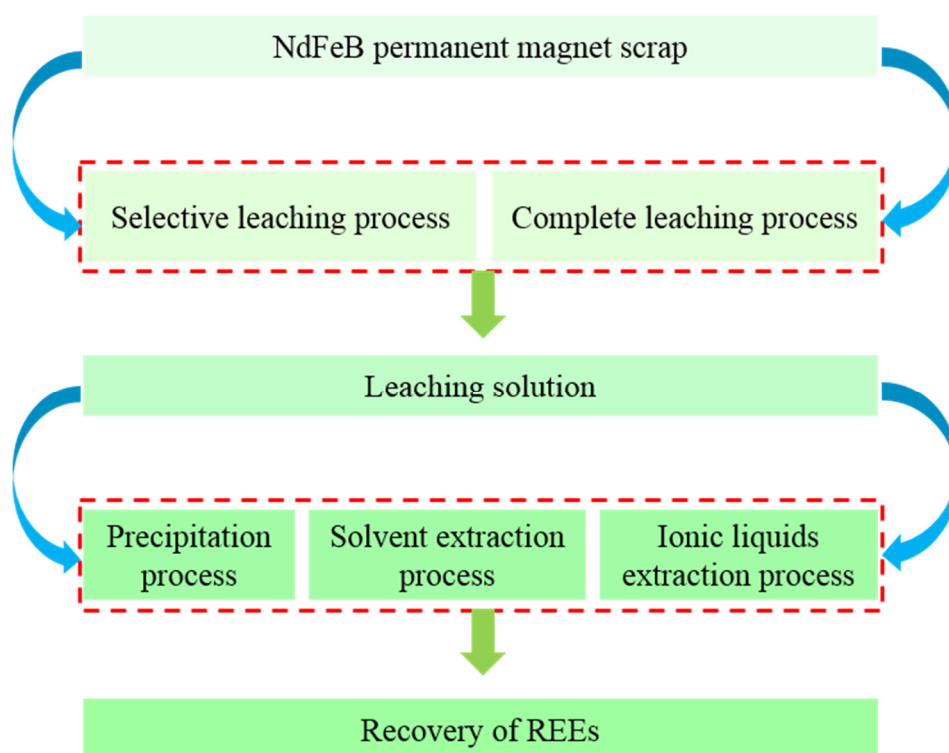 NdFeB permanent magnet scrap
Selective leaching process
Complete leaching process
Leaching solution
Precipitation
process
Solvent extraction
process
Ionic liquids
extraction process
Recovery of REEs